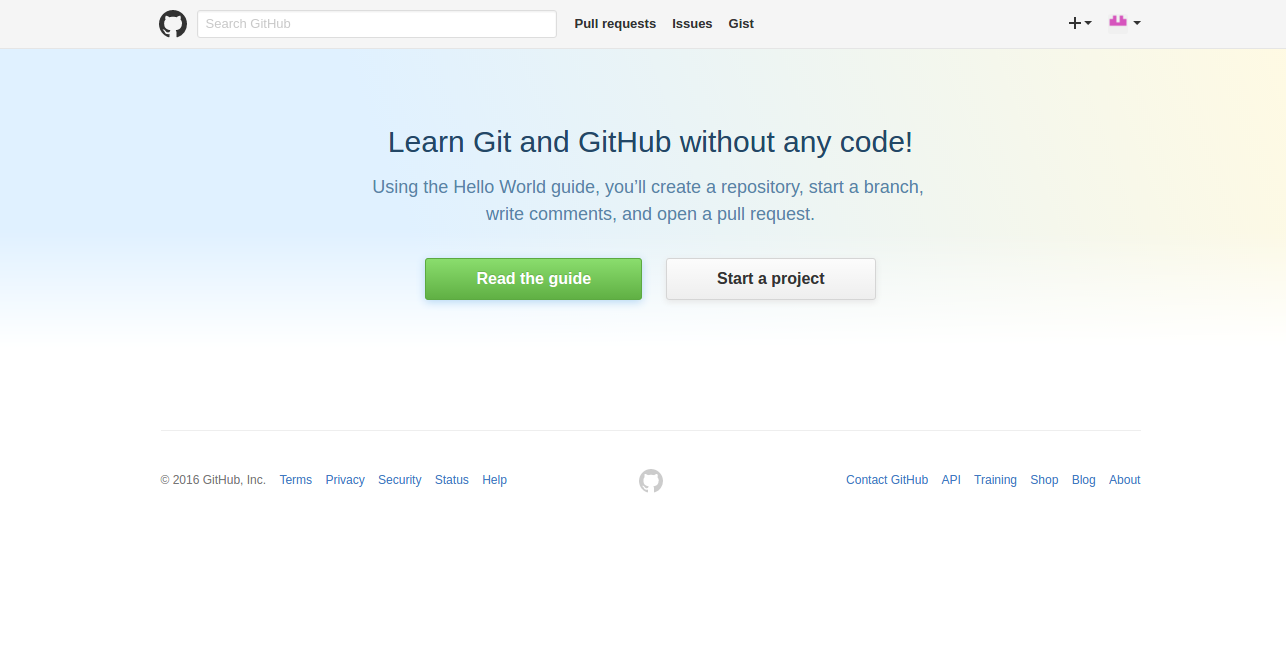 Search GitHub Pull requests Issues Gist
Learn Git and GitHub without any code!
Using the Hello World guide, you’ll create a repository, start a branch,
write comments, and open a pull request.
Read the guide Start a project
© 2016 GitHub, Inc. Terms Privacy Security Status Help Contact GitHub API Training Shop Blog About